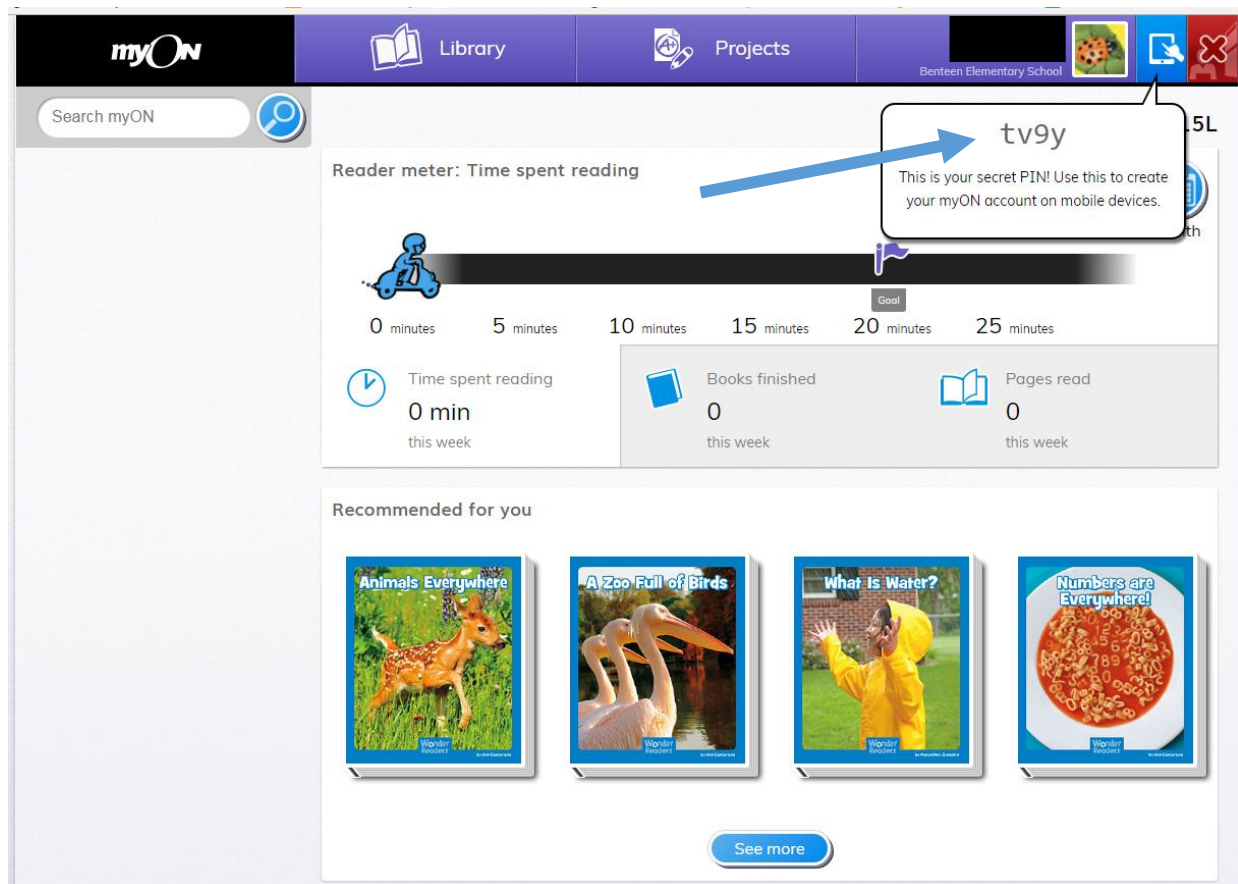 myON
Library
Projects
Benteen Elementary School
Search myON
5L
tv9y
This is your secret PIN! Use this to create
your myON account on mobile devices.
Reader meter: Time spent reading
th
Goal
0 minutes 5 minutes 10 minutes 15 minutes 20 minutes 25 minutes
Time spent reading
0 min
this week
Books finished
0
this week
Pages read
0
this week
Recommended for you
Animals Everywhere
Wonder
Readers
A Zoo Full of Birds
Wonder
Readers
What Is Water?
Wonder
Readers
Numbers are
Everywhere!
Wonder
Readers
See more